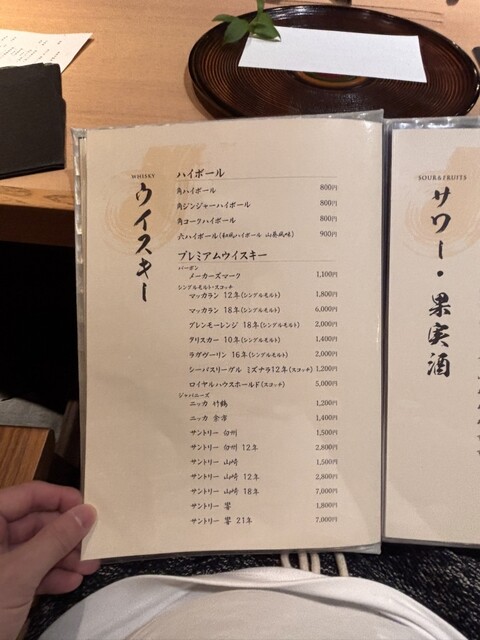 WHISKY
ウイスキー
ハイボール
角ハイボール 800円
角ジンジャーハイボール 800円
角コークハイボール 800円
六ハイボール(和風ハイボール 山椒風味) 900円
プレミアムウイスキー
バーボン
メーカーズマーク 1,100円
シングルモルト・スコッチ
マッカラン 12年(シングルモルト) 1,800円
マッカラン 18年(シングルモルト) 6,000円
グレンモーレンジ 18年(シングルモルト) 2,000円
タリスカー 10年(シングルモルト) 1,400円
ラガヴーリン 16年(シングルモルト) 2,000円
シーバスリーガル ミズナラ12年(スコッチ) 1,200円
ロイヤルハウスホールド(スコッチ) 5,000円
ジャパニーズ
ニッカ 竹鶴 1,200円
ニッカ 余市 1,400円
サントリー 白州 1,500円
サントリー 白州 12年 2,800円
サントリー 山崎 1,500円
サントリー 山崎 12年 2,800円
サントリー 山崎 18年 7,000円
サントリー 響 1,800円
サントリー 響 21年 7,000円
SOUR&FRUITS
サワー・果実酒